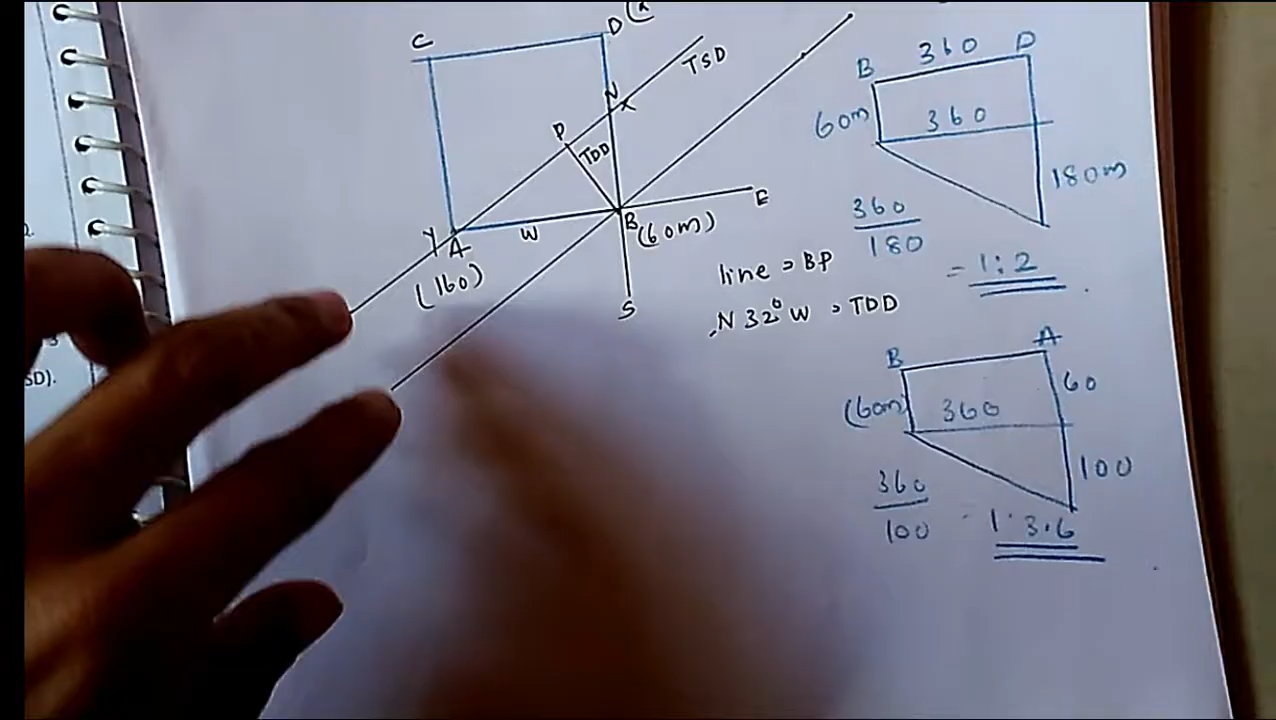 C
D
N
X
TSD
P
TDD
Y
A
W
B
(60m)
E
(160)
S
line = BP
N 32° W = TDD
B
360
D
60m
360
180m
360
180
= 1:2
B
A
(60m)
360
60
100
360
100
1:3.6
SD).